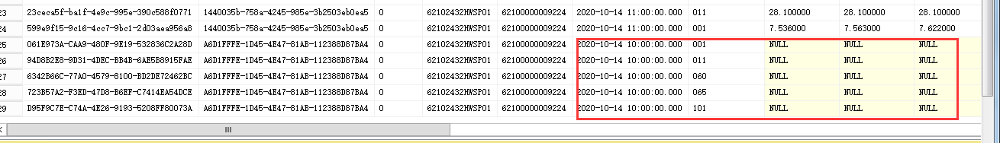 23 23ceca5f-ba1f-4e9c-995e-390c588f0771 1440035b-758a-4245-985e-3b2503eb0ea5 0 62102432HWSP01 62100000009224 2020-10-14 11:00:00.000 011 28.100000 28.100000 28.100000
24 599e9f15-9c16-4cc7-9bc1-2d03aea956a8 1440035b-758a-4245-985e-3b2503eb0ea5 0 62102432HWSP01 62100000009224 2020-10-14 11:00:00.000 001 7.536000 7.563000 7.622000
25 061E973A-CAA9-480F-9E19-532836C2A28D A6D1FFFE-1D45-4E47-81AB-112388D87BA4 0 62102432HWSP01 62100000009224 2020-10-14 10:00:00.000 001 NULL NULL NULL
26 94D8B2E8-9D31-4DEC-BB4B-6AE5B8915FAE A6D1FFFE-1D45-4E47-81AB-112388D87BA4 0 62102432HWSP01 62100000009224 2020-10-14 10:00:00.000 011 NULL NULL NULL
27 6342B66C-77A0-4579-8100-BD2DE72462BC A6D1FFFE-1D45-4E47-81AB-112388D87BA4 0 62102432HWSP01 62100000009224 2020-10-14 10:00:00.000 060 NULL NULL NULL
28 723B57A2-F3ED-47D8-B6EF-C7414EA54DCE A6D1FFFE-1D45-4E47-81AB-112388D87BA4 0 62102432HWSP01 62100000009224 2020-10-14 10:00:00.000 065 NULL NULL NULL
29 D95F9C7E-C74A-4E26-9193-5208FF80073A A6D1FFFE-1D45-4E47-81AB-112388D87BA4 0 62102432HWSP01 62100000009224 2020-10-14 10:00:00.000 101 NULL NULL NULL